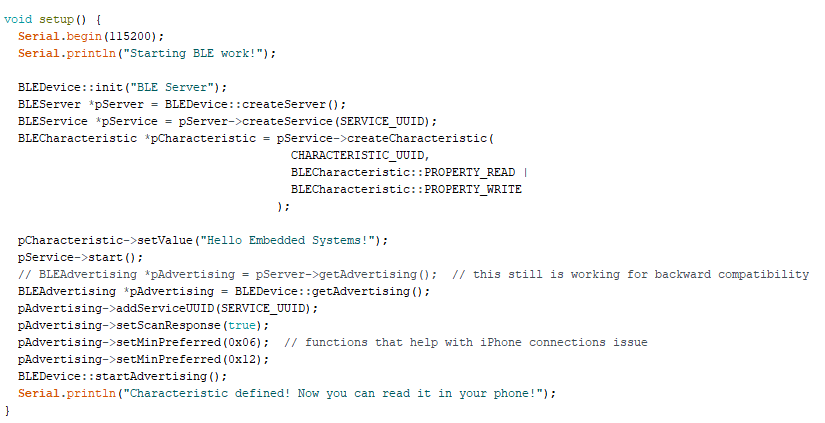 void setup() {
  Serial.begin(115200);
  Serial.println("Starting BLE work!");

  BLEDevice::init("BLE Server");
  BLEServer *pServer = BLEDevice::createServer();
  BLEService *pService = pServer->createService(SERVICE_UUID);
  BLECharacteristic *pCharacteristic = pService->createCharacteristic(
                                         CHARACTERISTIC_UUID,
                                         BLECharacteristic::PROPERTY_READ |
                                         BLECharacteristic::PROPERTY_WRITE
                                       );

  pCharacteristic->setValue("Hello Embedded Systems!");
  pService->start();
  // BLEAdvertising *pAdvertising = pServer->getAdvertising();  // this still is working for backward compatibility
  BLEAdvertising *pAdvertising = BLEDevice::getAdvertising();
  pAdvertising->addServiceUUID(SERVICE_UUID);
  pAdvertising->setScanResponse(true);
  pAdvertising->setMinPreferred(0x06);  // functions that help with iPhone connections issue
  pAdvertising->setMinPreferred(0x12);
  BLEDevice::startAdvertising();
  Serial.println("Characteristic defined! Now you can read it in your phone!");
}